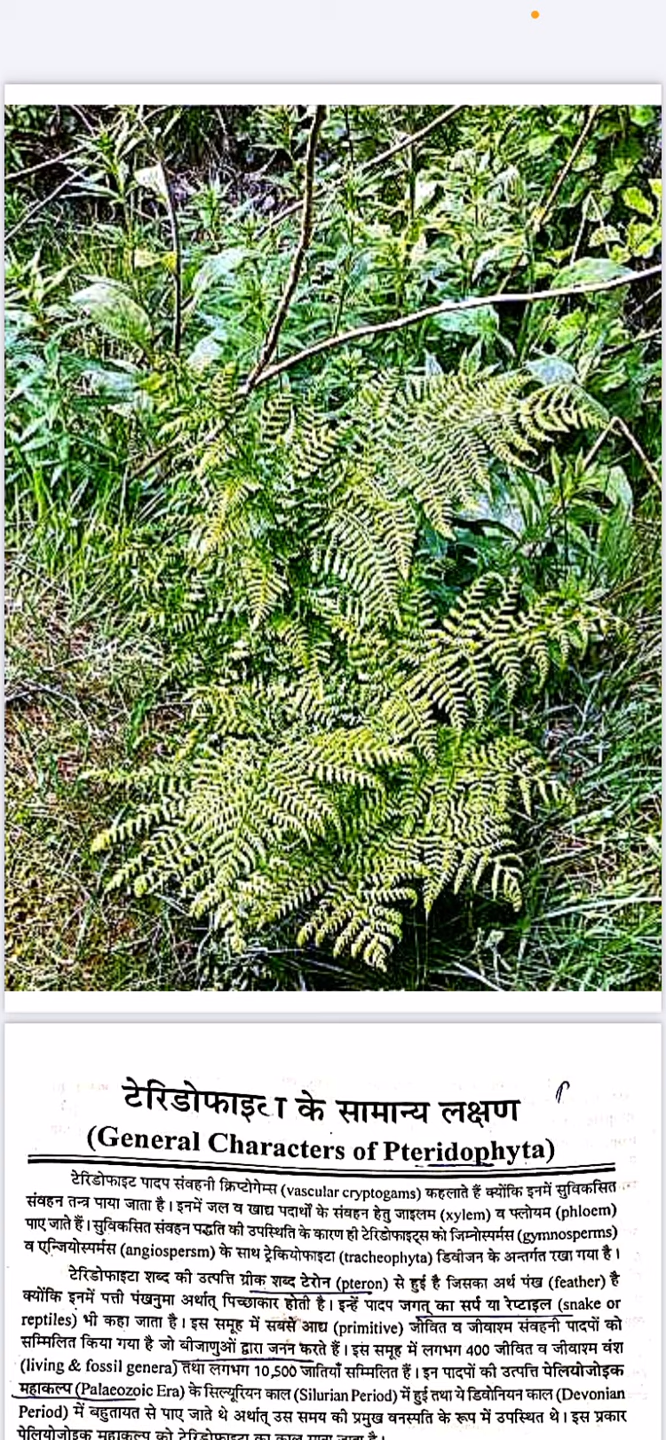 टेरिडोफाइटा के सामान्य लक्षण
(General Characters of Pteridophyta)
टेरिडोफाइट पादप संवहनी क्रिप्टोगेम्स (vascular cryptogams) कहलाते हैं क्योंकि इनमें सुविकसित
संवहन तन्त्र पाया जाता है। इनमें जल व खाद्य पदार्थों के संवहन हेतु जाइलम (xylem) व फ्लोयम (phloem)
पाए जाते हैं। सुविकसित संवहन पद्धति की उपस्थिति के कारण ही टेरिडोफाइट्स को जिम्नोस्पर्मस (gymnosperms)
व एन्जियोस्पर्मस (angiospersm) के साथ ट्रेकियोफाइटा (tracheophyta) डिवीजन के अन्तर्गत रखा गया है।
टेरिडोफाइटा शब्द की उत्पत्ति ग्रीक शब्द टेरोन (pteron) से हुई है जिसका अर्थ पंख (feather) है
क्योंकि इनमें पत्ती पंखनुमा अर्थात् पिच्छाकार होती है। इन्हें पादप जगत् का सर्प या रेप्टाइल (snake or
reptiles) भी कहा जाता है। इस समूह में सबसे आद्य (primitive) जीवित व जीवाश्म संवहनी पादपों को
सम्मिलित किया गया है जो बीजाणुओं द्वारा जनन करते हैं। इस समूह में लगभग 400 जीवित व जीवाश्म वंश
(living & fossil genera) तथा लगभग 10,500 जातियाँ सम्मिलित हैं। इन पादपों की उत्पत्ति पेलियोजोइक
महाकल्प (Palaeozoic Era) के सिल्यूरियन काल (Silurian Period) में हुई तथा ये डिवोनियन काल (Devonian
Period) में बहुतायत से पाए जाते थे अर्थात् उस समय की प्रमुख वनस्पति के रूप में उपस्थित थे। इस प्रकार
पेलियोजोइक महाकल्प को टेरिडोफाइटा का काल माना जाता है।